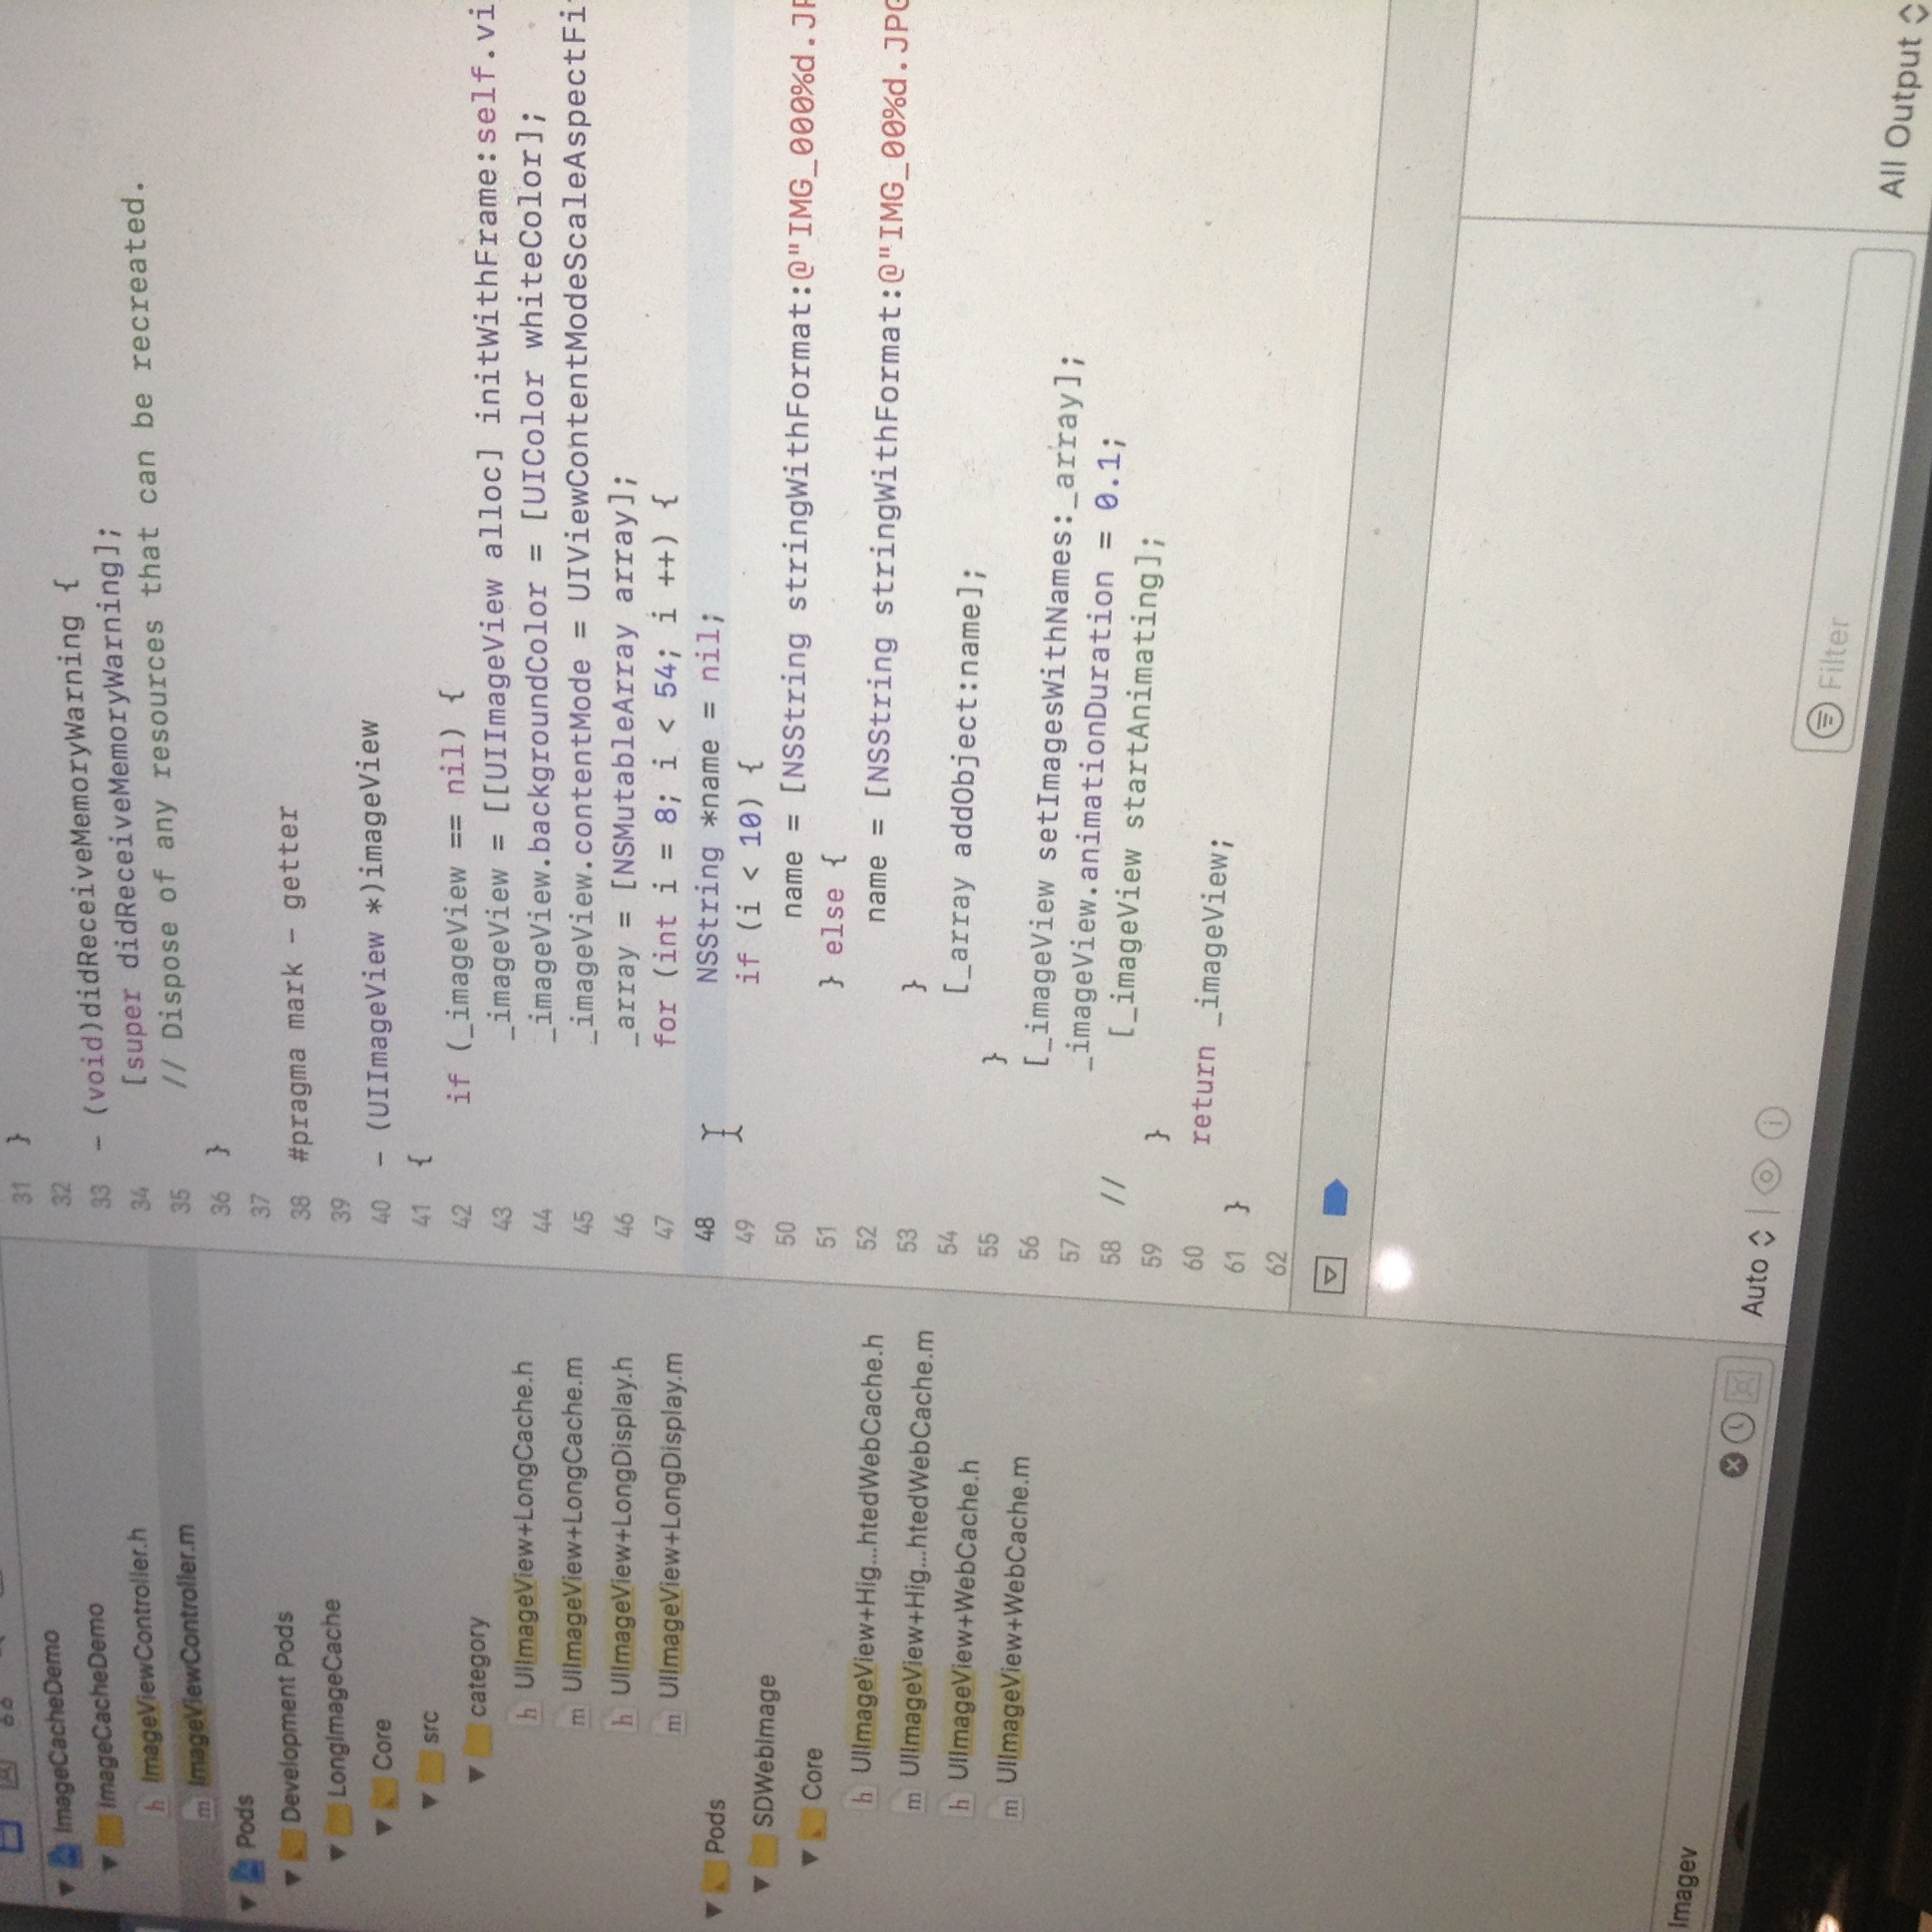 ImageCacheDemo
ImageCacheDemo
h ImageViewController.h
m ImageViewController.m
Pods
Development Pods
LongImageCache
Core
src
category
h UIImageView+LongCache.h
m UIImageView+LongCache.m
h UIImageView+LongDisplay.h
m UIImageView+LongDisplay.m
Pods
SDWebImage
Core
h UIImageView+Hig...htedWebCache.h
m UIImageView+Hig...htedWebCache.m
h UIImageView+WebCache.h
m UIImageView+WebCache.m
Imagev
31 }
32
33 - (void)didReceiveMemoryWarning {
34 [super didReceiveMemoryWarning];
35 // Dispose of any resources that can be recreated.
36 }
37
38 #pragma mark - getter
39
40 - (UIImageView *)imageView
41 {
42 if (_imageView == nil) {
43 _imageView = [[UIImageView alloc] initWithFrame:self.vi
44 _imageView.backgroundColor = [UIColor whiteColor];
45 _imageView.contentMode = UIViewContentModeScaleAspectFi
46 _array = [NSMutableArray array];
47 for (int i = 8; i < 54; i ++) {
48 NSString *name = nil;
49 if (i < 10) {
50 name = [NSString stringWithFormat:@"IMG_000%d.JP
51 } else {
52 name = [NSString stringWithFormat:@"IMG_00%d.JPG
53 }
54 [_array addObject:name];
55 }
56 [_imageView setImagesWithNames:_array];
57 _imageView.animationDuration = 0.1;
58 // [_imageView startAnimating];
59 }
60 return _imageView;
61 }
62
Auto
Filter
All Output